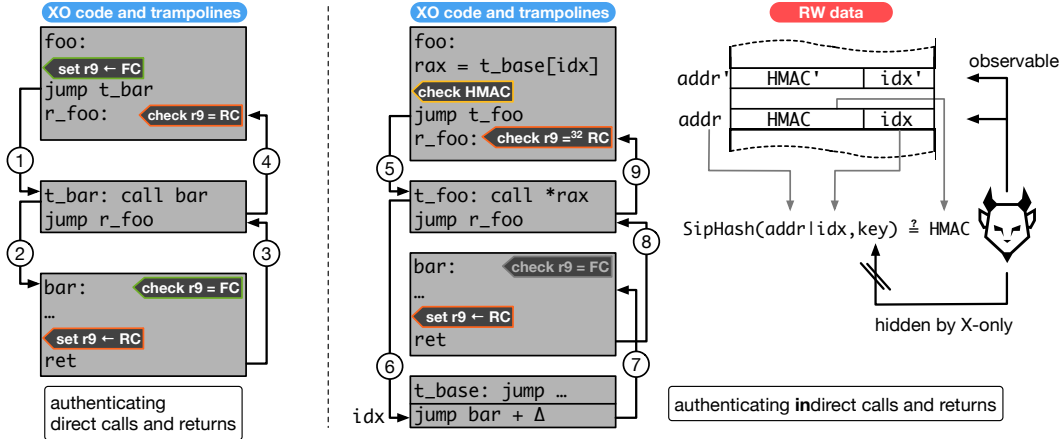 XO code and trampolines
foo:
set r9 ← FC
jump t_bar
r_foo: check r9 = RC
1
4
t_bar: call bar
jump r_foo
2
3
bar: check r9 = FC
…
set r9 ← RC
ret
authenticating
direct calls and returns
XO code and trampolines
foo:
rax = t_base[idx]
check HMAC
jump t_foo
r_foo: check r9 =³² RC
5
9
t_foo: call *rax
jump r_foo
8
bar: check r9 = FC
…
set r9 ← RC
ret
6
7
t_base: jump …
idx jump bar + Δ
RW data
observable
addr' HMAC' idx'
addr HMAC idx
SipHash(addr|idx,key) ≟ HMAC
hidden by X-only
authenticating indirect calls and returns